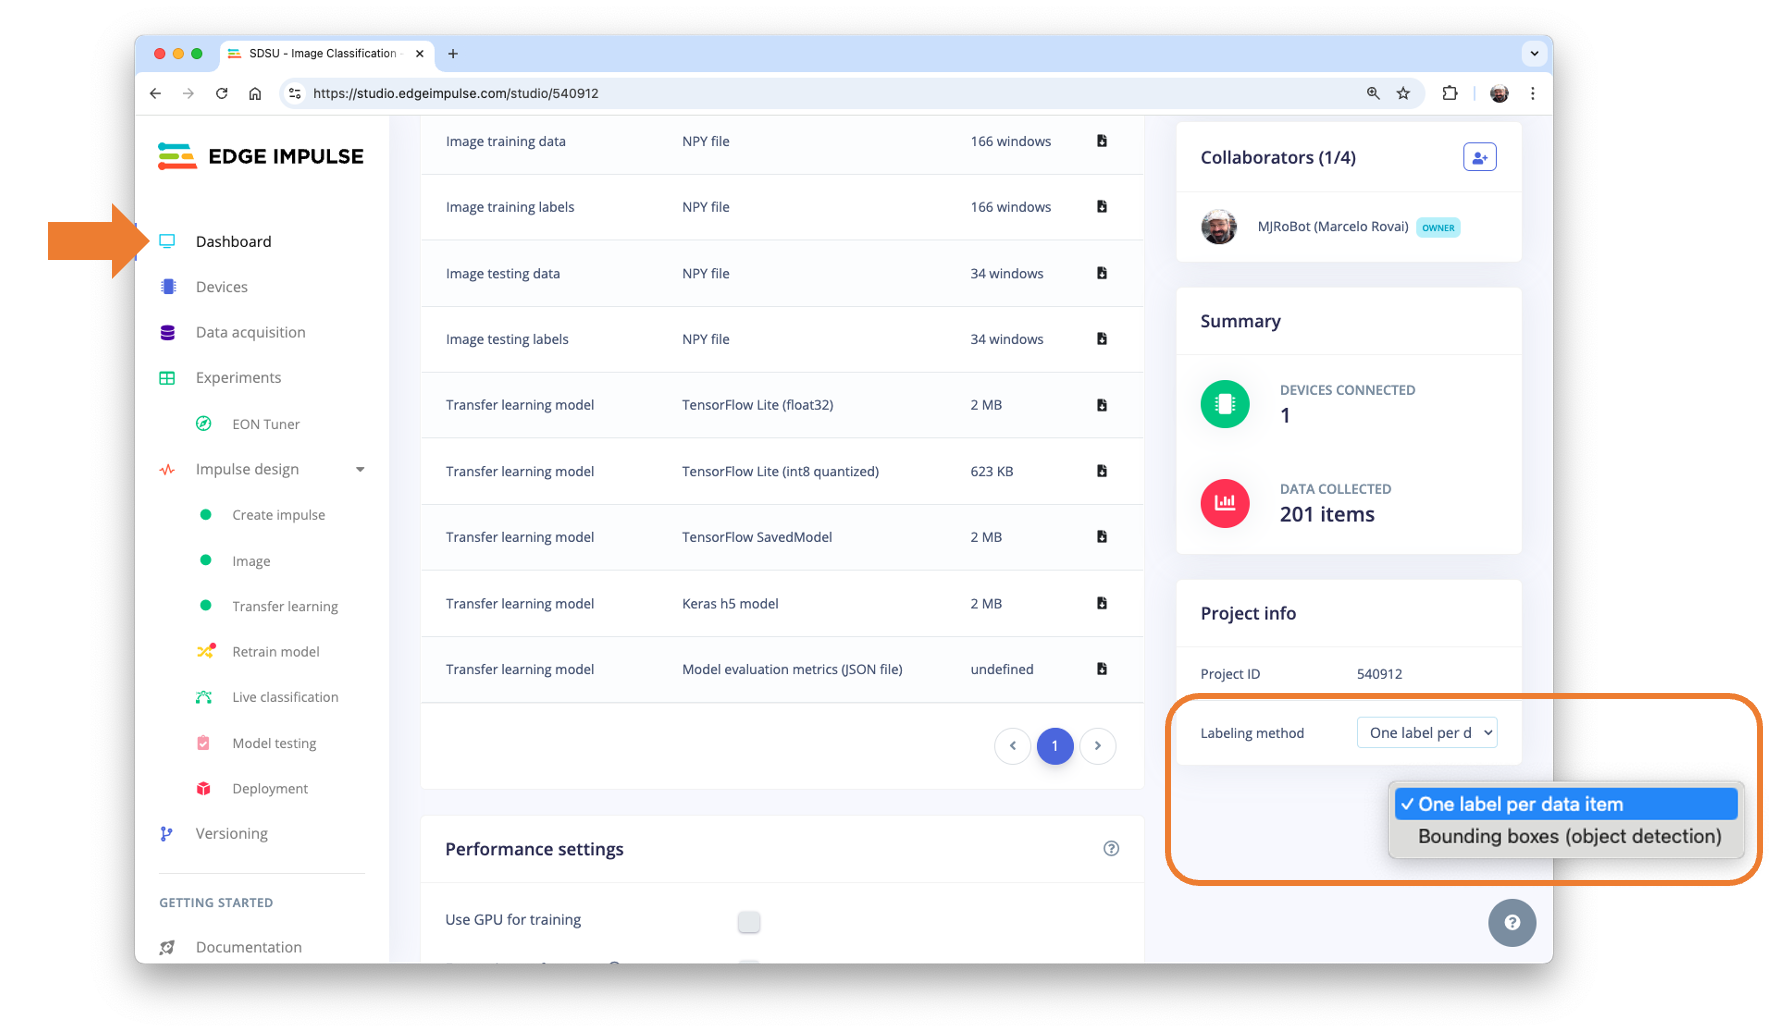 SDSU - Image Classification -
https://studio.edgeimpulse.com/studio/540912
EDGE IMPULSE
Dashboard
Devices
Data acquisition
Experiments
EON Tuner
Impulse design
Create impulse
Image
Transfer learning
Retrain model
Live classification
Model testing
Deployment
Versioning
GETTING STARTED
Documentation
Image training data NPY file 166 windows
Image training labels NPY file 166 windows
Image testing data NPY file 34 windows
Image testing labels NPY file 34 windows
Transfer learning model TensorFlow Lite (float32) 2 MB
Transfer learning model TensorFlow Lite (int8 quantized) 623 KB
Transfer learning model TensorFlow SavedModel 2 MB
Transfer learning model Keras h5 model 2 MB
Transfer learning model Model evaluation metrics (JSON file) undefined
1
Performance settings
Use GPU for training
Collaborators (1/4)
MJRoBot (Marcelo Rovai) OWNER
Summary
DEVICES CONNECTED
1
DATA COLLECTED
201 items
Project info
Project ID 540912
Labeling method One label per d
One label per data item
Bounding boxes (object detection)